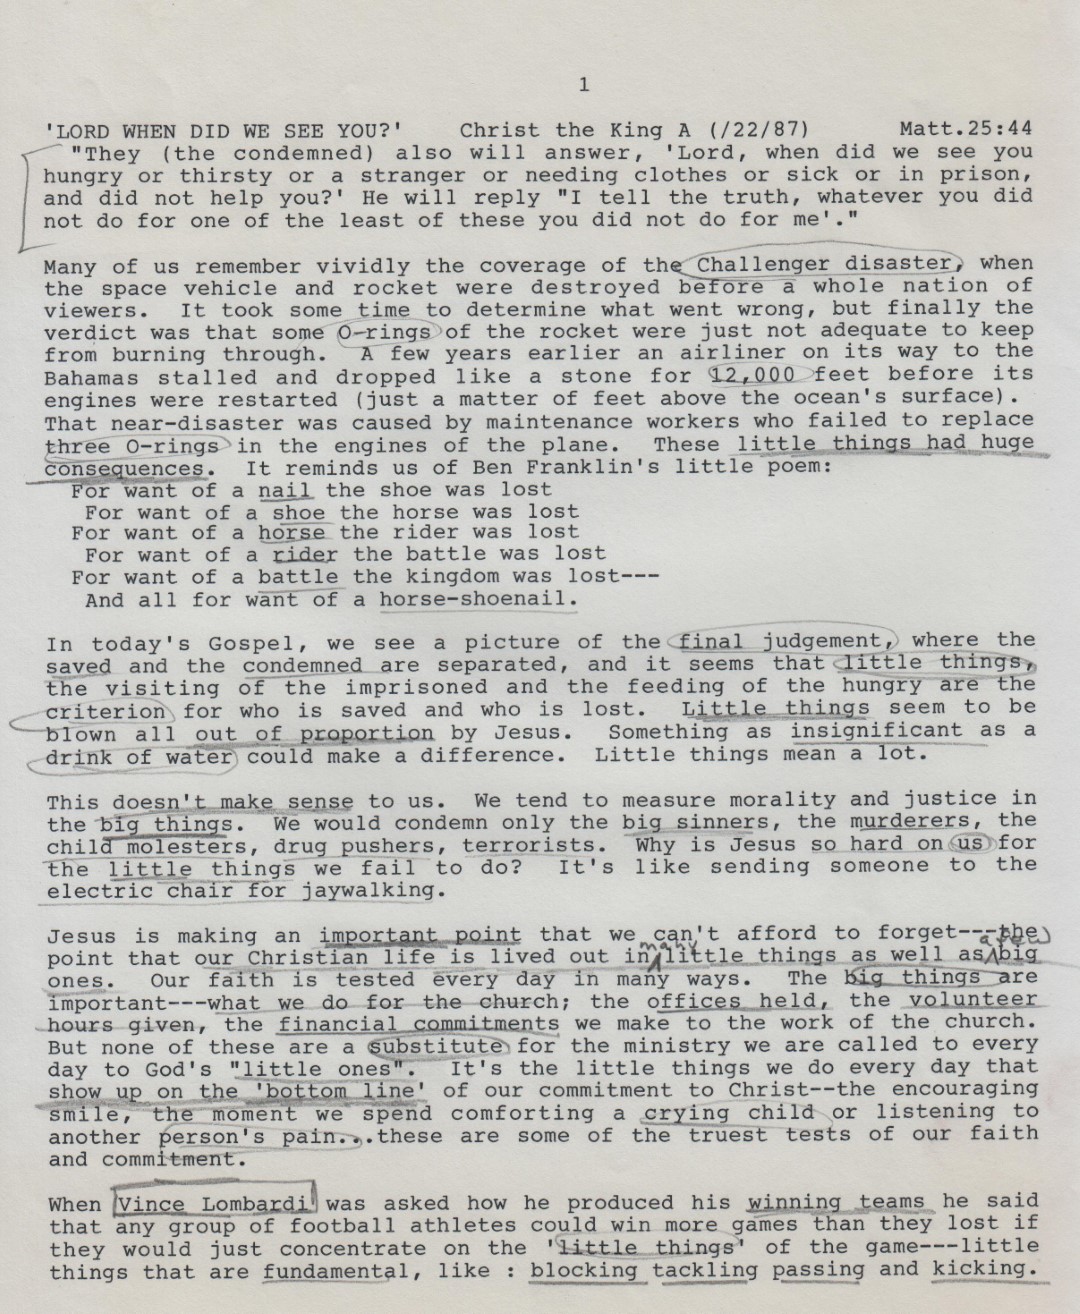 1
'LORD WHEN DID WE SEE YOU?' Christ the King A (/22/87) Matt.25:44
"They (the condemned) also will answer, 'Lord, when did we see you
hungry or thirsty or a stranger or needing clothes or sick or in prison,
and did not help you?' He will reply "I tell the truth, whatever you did
not do for one of the least of these you did not do for me'."
Many of us remember vividly the coverage of the Challenger disaster, when
the space vehicle and rocket were destroyed before a whole nation of
viewers. It took some time to determine what went wrong, but finally the
verdict was that some O-rings of the rocket were just not adequate to keep
from burning through. A few years earlier an airliner on its way to the
Bahamas stalled and dropped like a stone for 12,000 feet before its
engines were restarted (just a matter of feet above the ocean's surface).
That near-disaster was caused by maintenance workers who failed to replace
three O-rings in the engines of the plane. These little things had huge
consequences. It reminds us of Ben Franklin's little poem:
For want of a nail the shoe was lost
For want of a shoe the horse was lost
For want of a horse the rider was lost
For want of a rider the battle was lost
For want of a battle the kingdom was lost---
And all for want of a horse-shoenail.
In today's Gospel, we see a picture of the final judgement, where the
saved and the condemned are separated, and it seems that little things,
the visiting of the imprisoned and the feeding of the hungry are the
criterion for who is saved and who is lost. Little things seem to be
blown all out of proportion by Jesus. Something as insignificant as a
drink of water could make a difference. Little things mean a lot.
This doesn't make sense to us. We tend to measure morality and justice in
the big things. We would condemn only the big sinners, the murderers, the
child molesters, drug pushers, terrorists. Why is Jesus so hard on us for
the little things we fail to do? It's like sending someone to the
electric chair for jaywalking.
Jesus is making an important point that we can't afford to forget---the
point that our Christian life is lived out in many little things as well as a few big
ones. Our faith is tested every day in many ways. The big things are
important---what we do for the church; the offices held, the volunteer
hours given, the financial commitments we make to the work of the church.
But none of these are a substitute for the ministry we are called to every
day to God's "little ones". It's the little things we do every day that
show up on the 'bottom line' of our commitment to Christ--the encouraging
smile, the moment we spend comforting a crying child or listening to
another person's pain...these are some of the truest tests of our faith
and commitment.
When Vince Lombardi was asked how he produced his winning teams he said
that any group of football athletes could win more games than they lost if
they would just concentrate on the 'little things' of the game---little
things that are fundamental, like : blocking tackling passing and kicking.